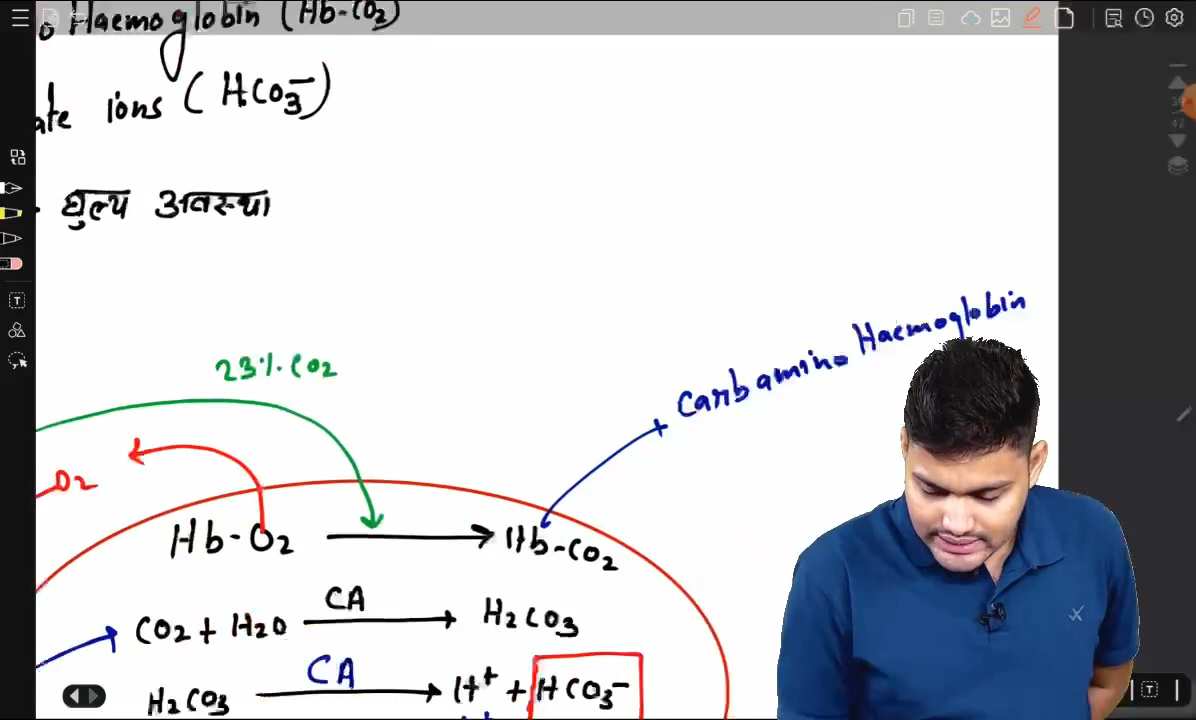 Haemoglobin (Hb-CO2)
ate ions (HCO3–)
घुल्य अवस्था
Carbamino Haemoglobin
23% CO2
O2
Hb-O2 → Hb-CO2
CO2 + H2O CA → H2CO3
H2CO3 CA → H+ + HCO3–